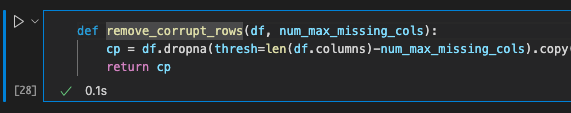 def remove_corrupt_rows(df, num_max_missing_cols):
cp = df.dropna(thresh=len(df.columns)-num_max_missing_cols).copy(
return cp
[28]
0.1s